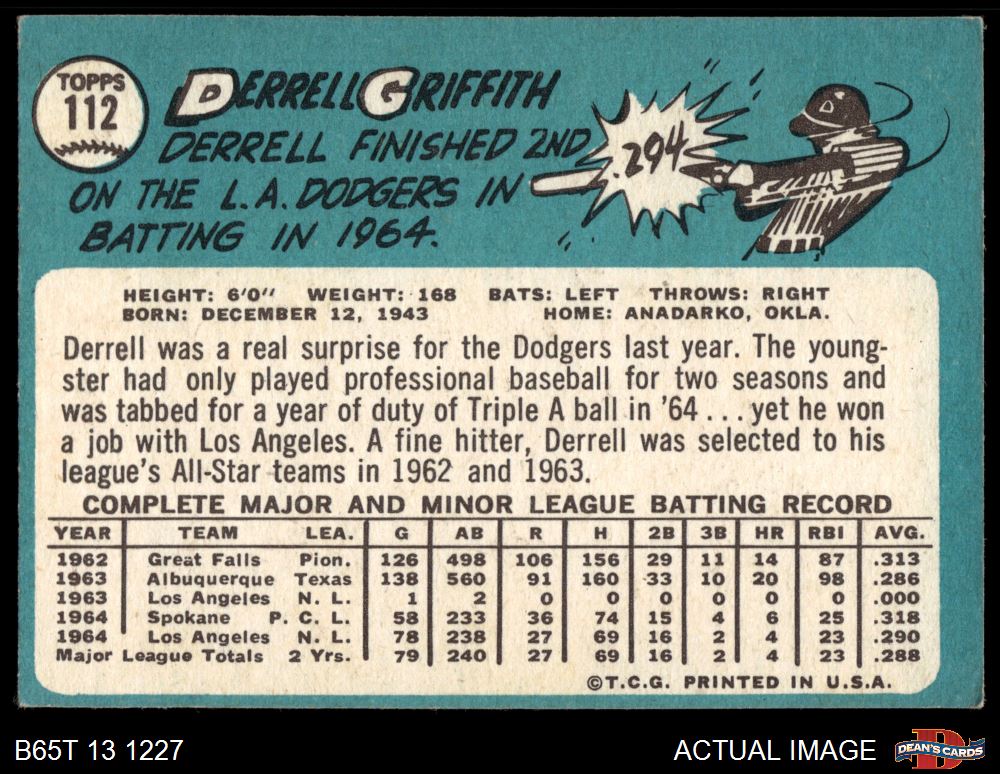 TOPPS
112
DERRELL GRIFFITH
DERRELL FINISHED 2ND
ON THE L.A. DODGERS IN
BATTING IN 1964.
.294
D
HEIGHT: 6'0" WEIGHT: 168 BATS: LEFT THROWS: RIGHT
BORN: DECEMBER 12, 1943 HOME: ANADARKO, OKLA.
Derrell was a real surprise for the Dodgers last year. The young-
ster had only played professional baseball for two seasons and
was tabbed for a year of duty of Triple A ball in '64 . . . yet he won
a job with Los Angeles. A fine hitter, Derrell was selected to his
league's All-Star teams in 1962 and 1963.
COMPLETE MAJOR AND MINOR LEAGUE BATTING RECORD
YEAR TEAM LEA. G AB R H 2B 3B HR RBI AVG.
1962 Great Falls Pion. 126 498 106 156 29 11 14 87 .313
1963 Albuquerque Texas 138 560 91 160 33 10 20 98 .286
1963 Los Angeles N. L. 1 2 0 0 0 0 0 0 .000
1964 Spokane P. C. L. 58 233 36 74 15 4 6 25 .318
1964 Los Angeles N. L. 78 238 27 69 16 2 4 23 .290
Major League Totals 2 Yrs. 79 240 27 69 16 2 4 23 .288
©T.C.G. PRINTED IN U.S.A.
B65T 13 1227
ACTUAL IMAGE
D
DEAN'S CARDS